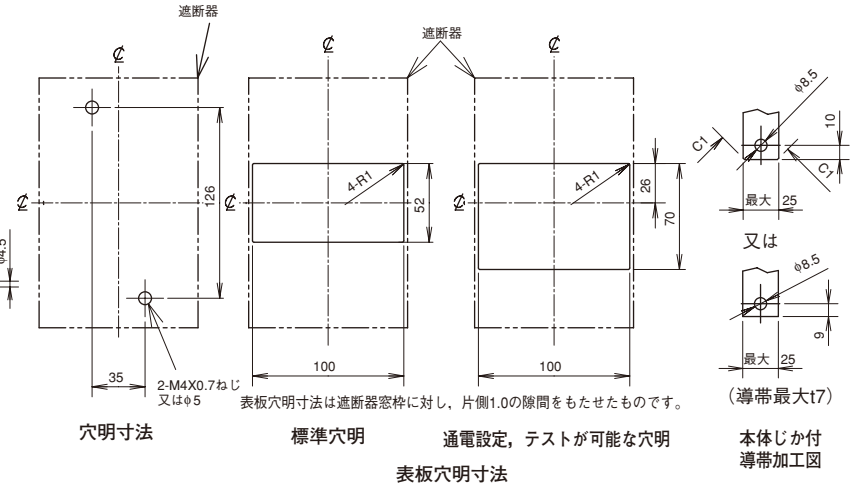 遮断器
℄
126
℄
φ4.5
35
2-M4X0.7ねじ
又はφ5
穴明寸法
℄
℄
4-R1
52
100
標準穴明
遮断器
℄
℄
4-R1
26
70
100
通電設定，テストが可能な穴明
表板穴明寸法は遮断器窓枠に対し，片側1.0の隙間をもたせたものです。
表板穴明寸法
φ8.5
C1
C1
10
最大 25
又は
φ8.5
9
最大 25
（導帯最大t7）
本体じか付
導帯加工図